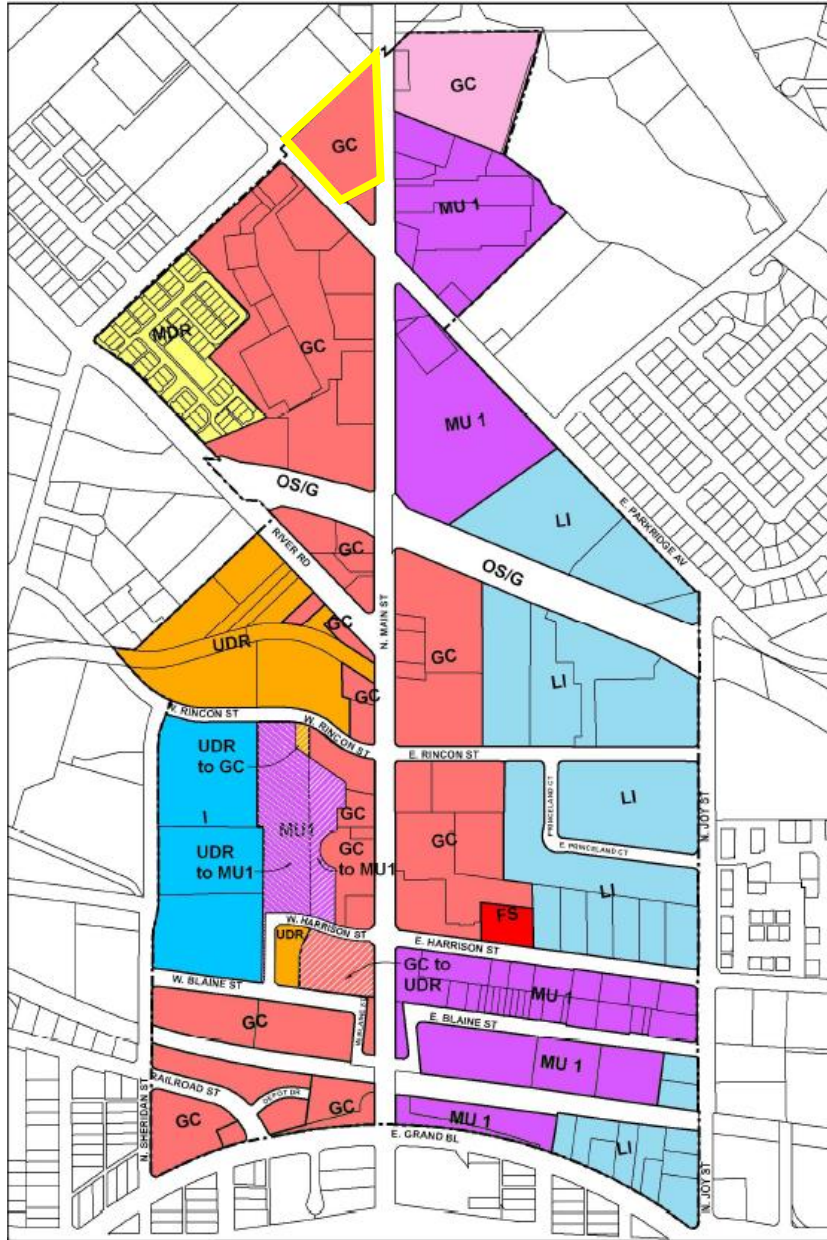 GC
GC
MU 1
MDR
GC
MU 1
OS/G
LI
E. PARKRIDGE AV
RIVER RD
GC
OS/G
N. MAIN ST
GC
UDR
GC
LI
GC
W. RINCON ST
W. RINCON ST
E. RINCON ST
UDR
to GC
PRINCELAND CT
LI
N. JOY ST
I
MU1
GC
GC
GC
to MU1
E. PRINCELAND CT
UDR
to MU1
LI
FS
W. HARRISON ST
UDR
E. HARRISON ST
GC to
UDR
W. BLAINE ST
MU 1
GC
W. BLAINE ST
E. BLAINE ST
MU 1
RAILROAD ST
DEPOT DR
GC
GC
MU 1
LI
N. SHERIDAN ST
E. GRAND BL
N. JOY ST